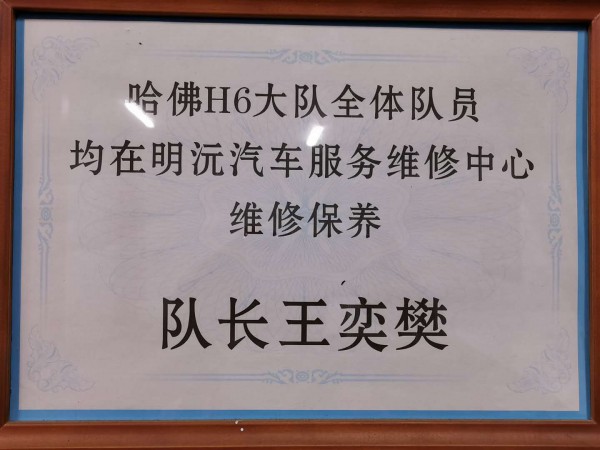 哈佛H6大队全体队员
均在明沅汽车服务维修中心
维修保养
队长王奕樊